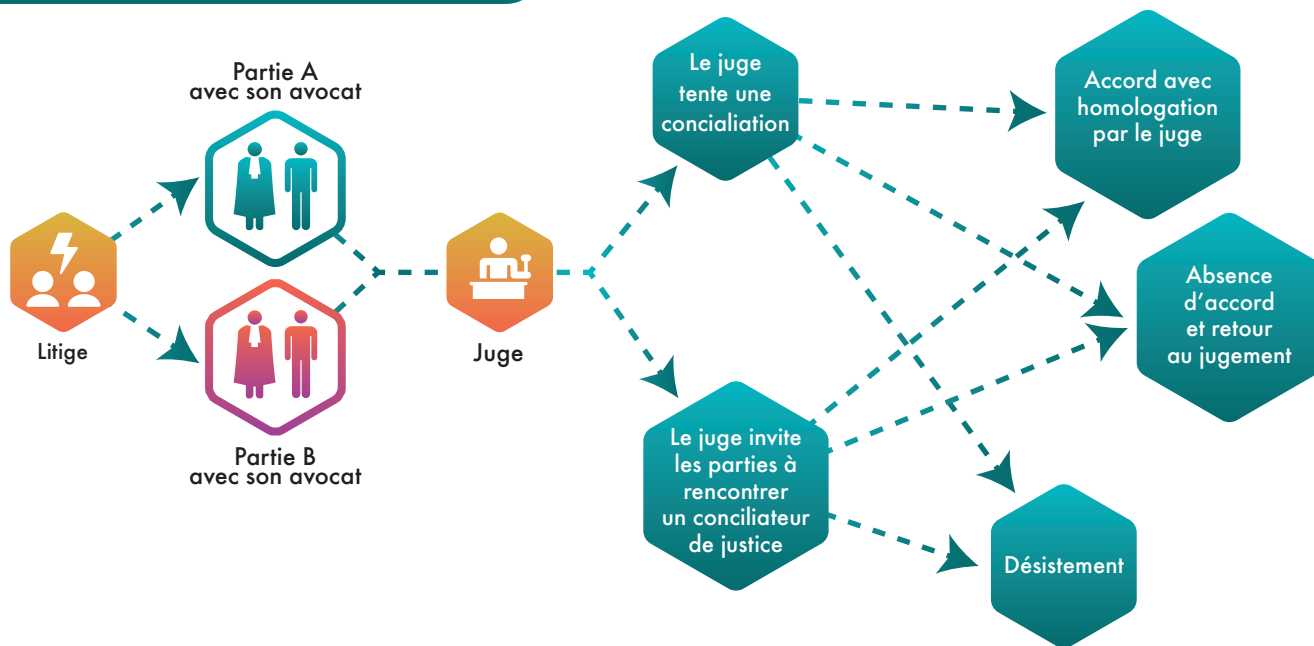 Partie A
avec son avocat
Litige
Partie B
avec son avocat
Juge
Le juge
tente une
concialiation
Le juge invite
les parties à
rencontrer
un conciliateur
de justice
Accord avec
homologation
par le juge
Absence
d’accord
et retour
au jugement
Désistement